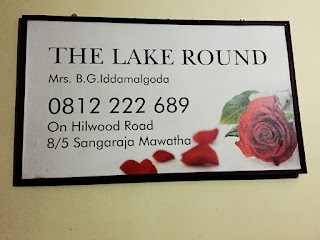 THE LAKE ROUND
Mrs. B.G.Iddamalgoda
0812 222 689
On Hilwood Road
8/5 Sangaraja Mawatha